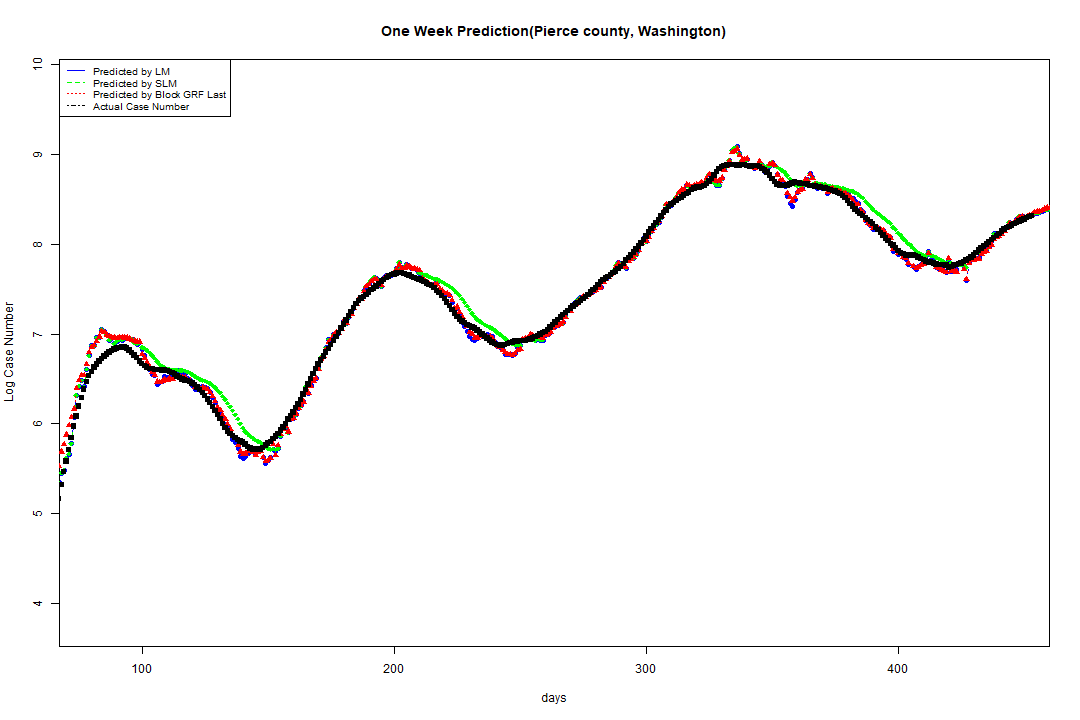 One Week Prediction(Pierce county, Washington)
Predicted by LM
Predicted by SLM
Predicted by Block GRF Last
Actual Case Number
10
9
8
7
6
5
4
Log Case Number
100 200 300 400
days